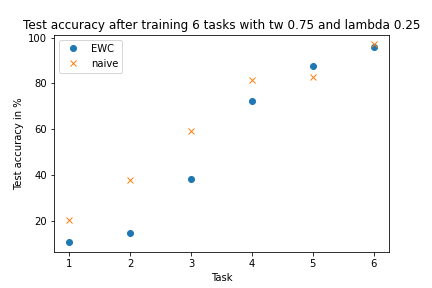 Test accuracy after training 6 tasks with tw 0.75 and lambda 0.25
100
80
60
40
20
Test accuracy in %
EWC
naive
1 2 3 4 5 6
Task